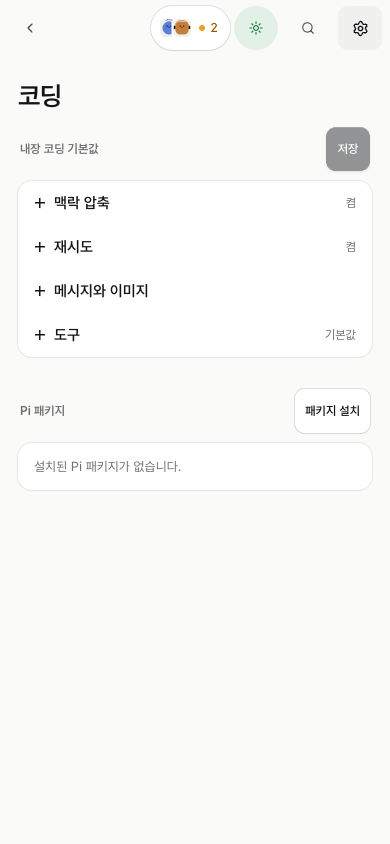 2
코딩
내장 코딩 기본값
저장
맥락 압축
켬
재시도
켬
메시지와 이미지
도구
기본값
Pi 패키지
패키지 설치
설치된 Pi 패키지가 없습니다.